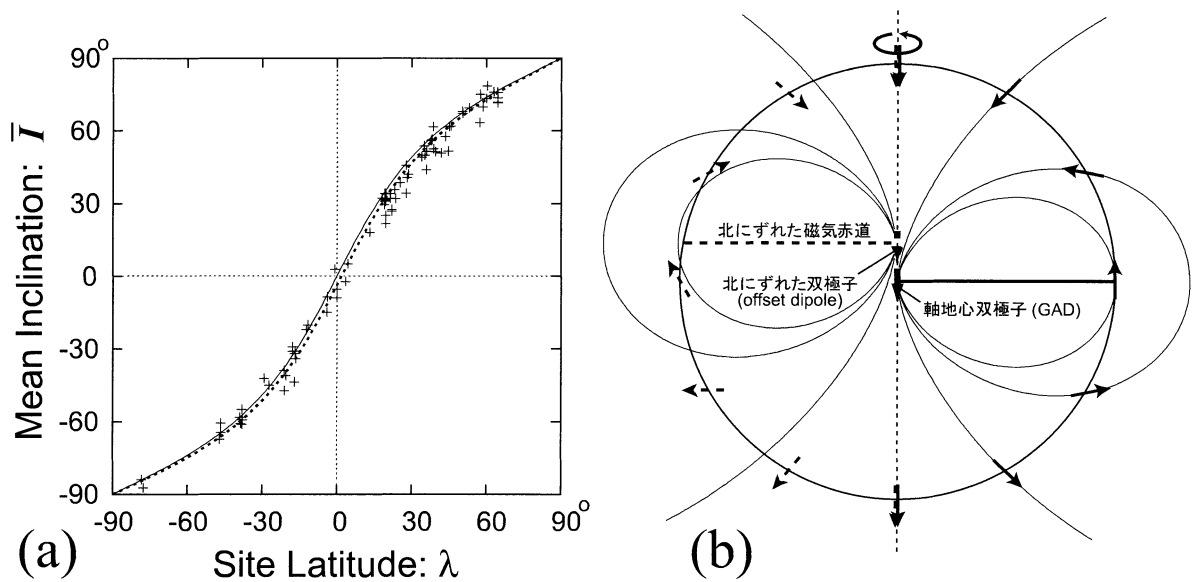 90°
60
30
0
-30
-60
-90
-90
-60
-30
0
30
60
90°
Mean Inclination: Ī
Site Latitude: λ
(a)
北にずれた磁気赤道
北にずれた双極子
(offset dipole)
軸地心双極子 (GAD)
(b)